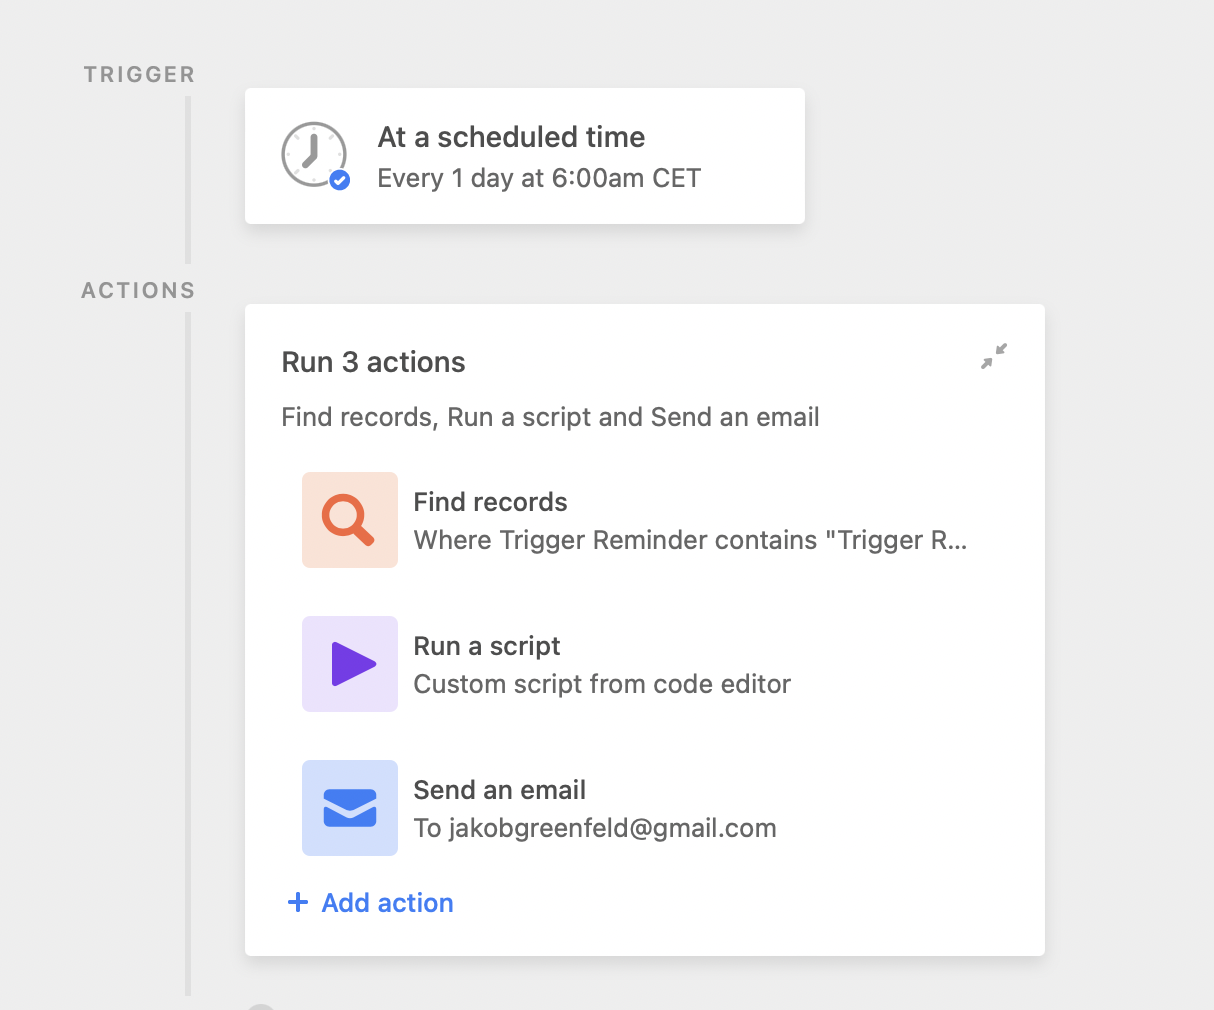 TRIGGER
At a scheduled time
Every 1 day at 6:00am CET
ACTIONS
Run 3 actions
Find records, Run a script and Send an email
Find records
Where Trigger Reminder contains "Trigger R...
Run a script
Custom script from code editor
Send an email
To jakobgreenfeld@gmail.com
+ Add action